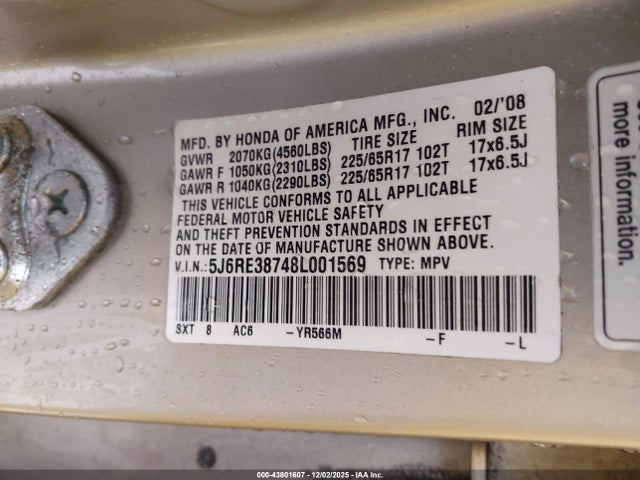 MFD. BY HONDA OF AMERICA MFG., INC. 02/'08
GVWR 2070KG(4560LBS) TIRE SIZE RIM SIZE
GAWR F 1050KG(2310LBS) 225/65R17 102T 17x6.5J
GAWR R 1040KG(2290LBS) 225/65R17 102T 17x6.5J
THIS VEHICLE CONFORMS TO ALL APPLICABLE
FEDERAL MOTOR VEHICLE SAFETY
AND THEFT PREVENTION STANDARDS IN EFFECT
ON THE DATE OF MANUFACTURE SHOWN ABOVE.
V.I.N.:5J6RE38748L001569 TYPE: MPV
SXT 8 AC6 -YR566M -F -L
more information.
000-43801607 - 12/02/2025 - IAA Inc.